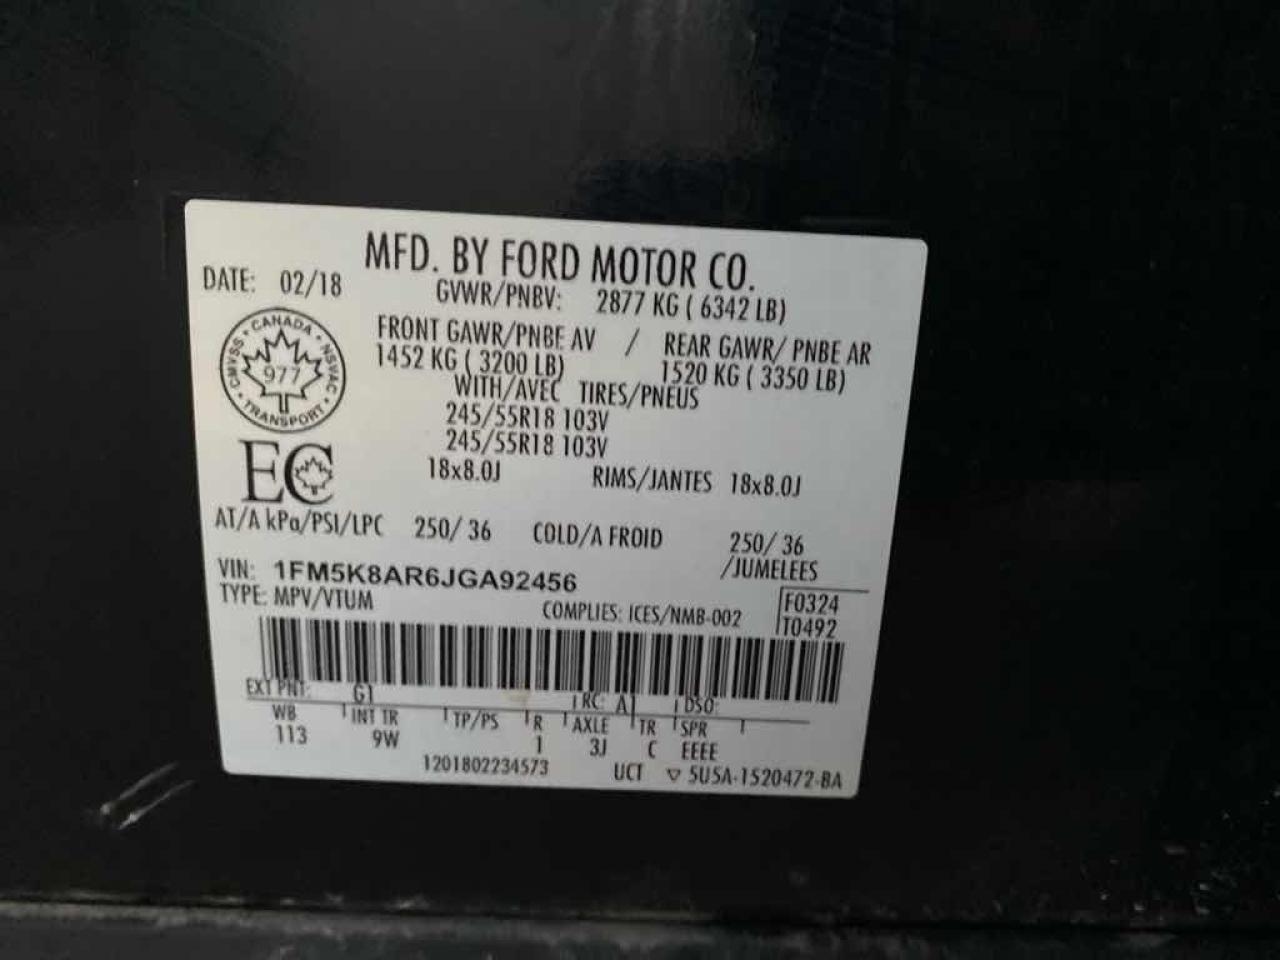 MFD. BY FORD MOTOR CO.
DATE: 02/18
GVWR/PNBV: 2877 KG ( 6342 LB)
FRONT GAWR/PNBE AV / REAR GAWR/ PNBE AR
1452 KG ( 3200 LB) 1520 KG ( 3350 LB)
WITH/AVEC TIRES/PNEUS
245/55R18 103V
245/55R18 103V
18x8.0J RIMS/JANTES 18x8.0J
CANADA
CMVSS 977 NSVAC
TRANSPORT
EC
AT/A kPa/PSI/LPC 250/ 36 COLD/A FROID 250/ 36
/JUMELEES
VIN: 1FM5K8AR6JGA92456
TYPE: MPV/VTUM
COMPLIES: ICES/NMB-002
F0324
T0492
EXT PNT: G1 RC: A1 DSO:
WB INT TR TP/PS R AXLE TR SPR
113 9W 1 3J C EEEE
1201802234573 UCT ▽ 5U5A-1520472-BA